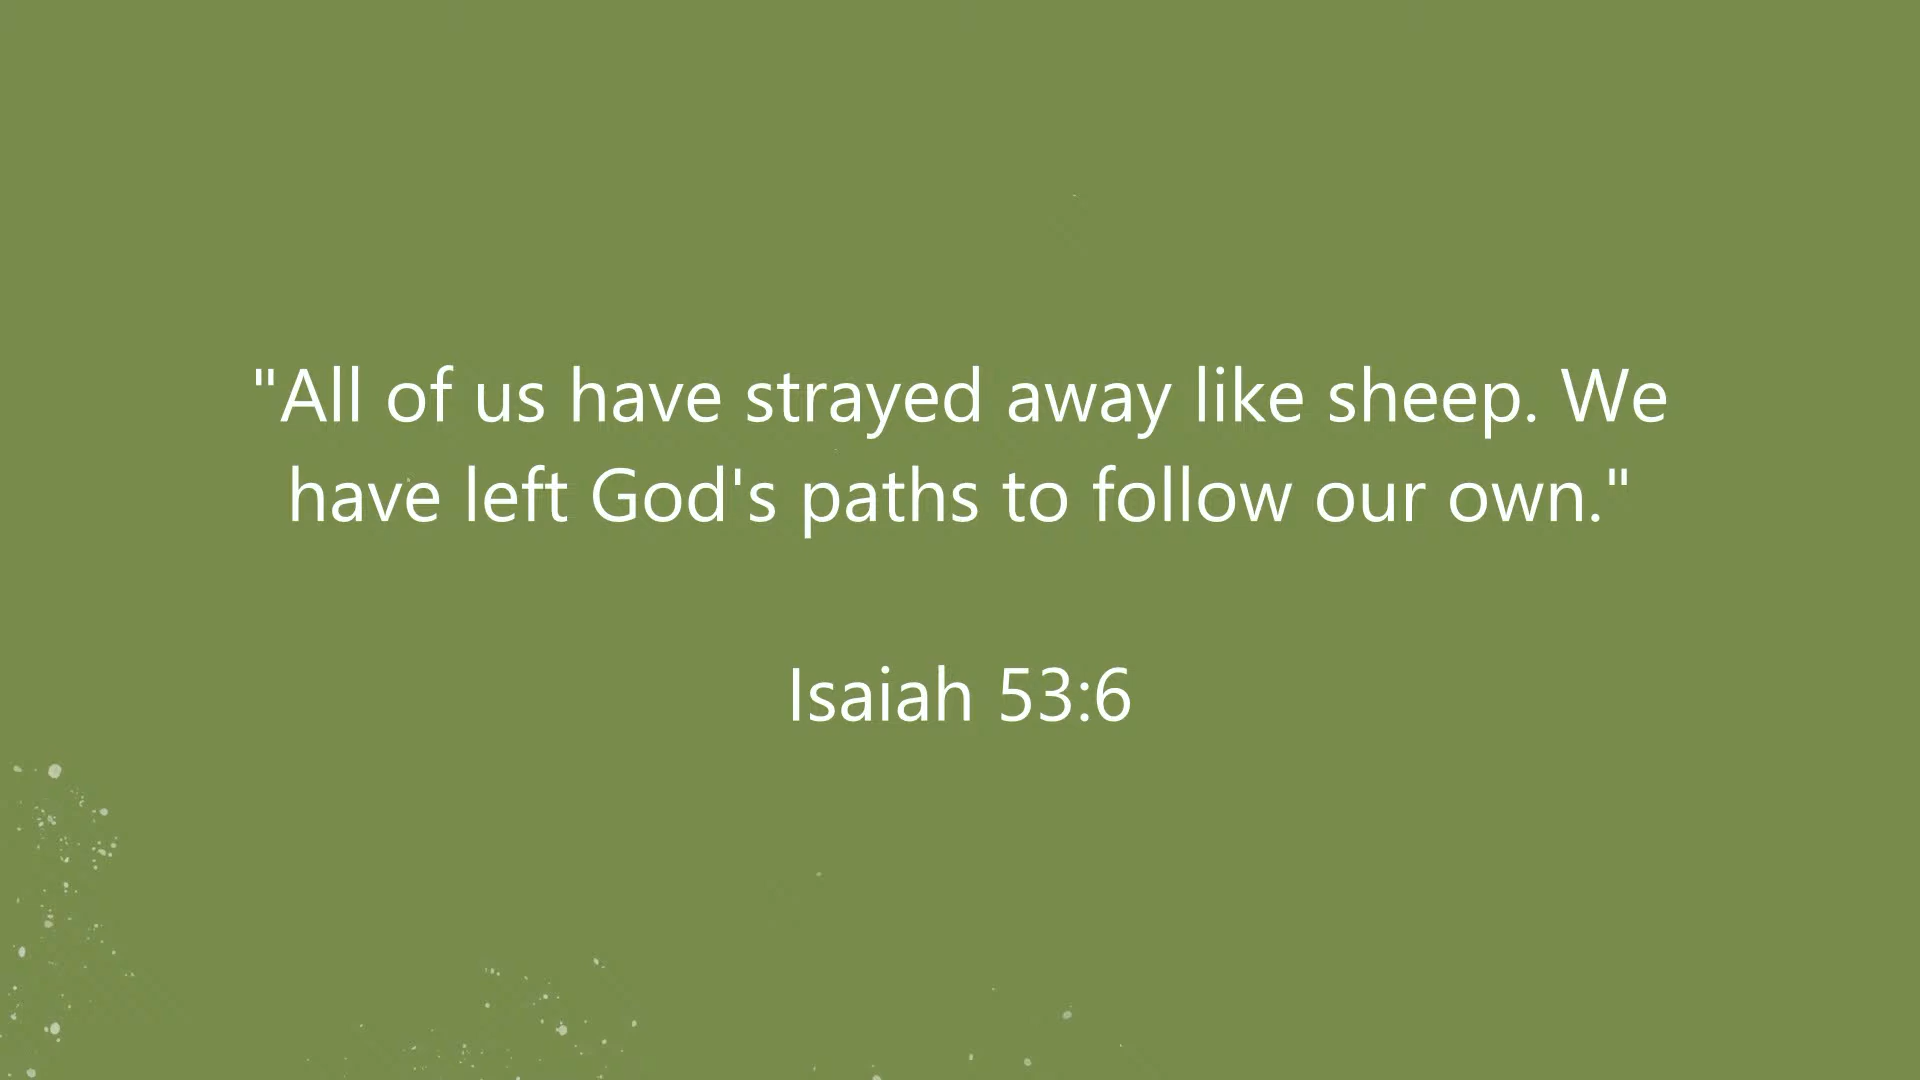 "All of us have strayed away like sheep. We
have left God's paths to follow our own."
Isaiah 53:6